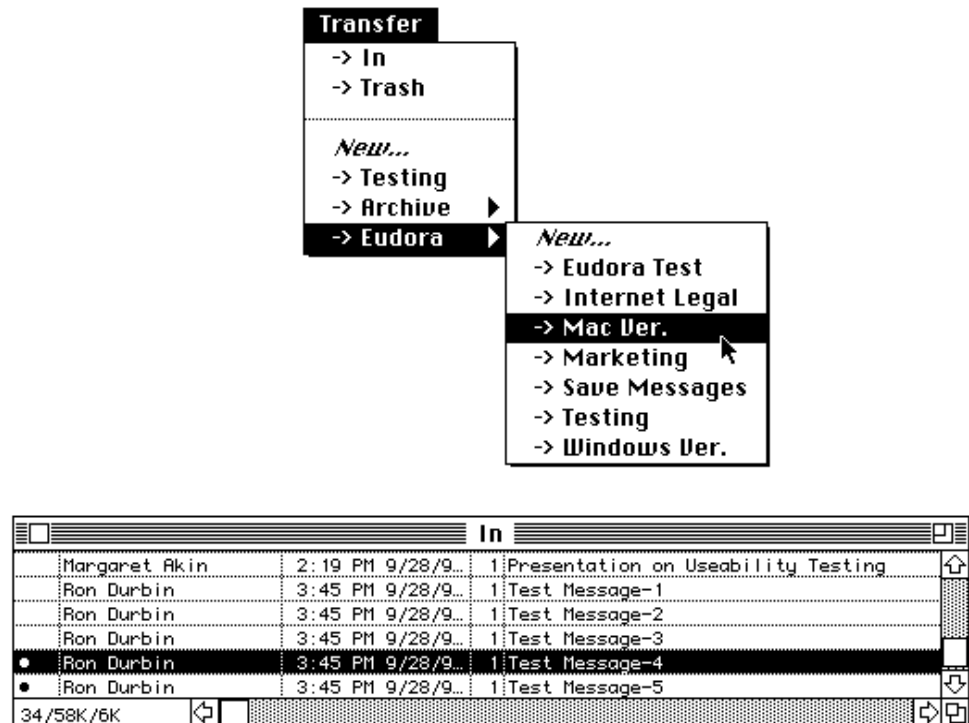 Transfer
-> In
-> Trash
New...
-> Testing
-> Archive
-> Eudora
New...
-> Eudora Test
-> Internet Legal
-> Mac Ver.
-> Marketing
-> Save Messages
-> Testing
-> Windows Ver.
In
Margaret Akin 2:19 PM 9/28/9… 1 Presentation on Useability Testing
Ron Durbin 3:45 PM 9/28/9… 1 Test Message-1
Ron Durbin 3:45 PM 9/28/9… 1 Test Message-2
Ron Durbin 3:45 PM 9/28/9… 1 Test Message-3
• Ron Durbin 3:45 PM 9/28/9… 1 Test Message-4
• Ron Durbin 3:45 PM 9/28/9… 1 Test Message-5
34/58K/6K